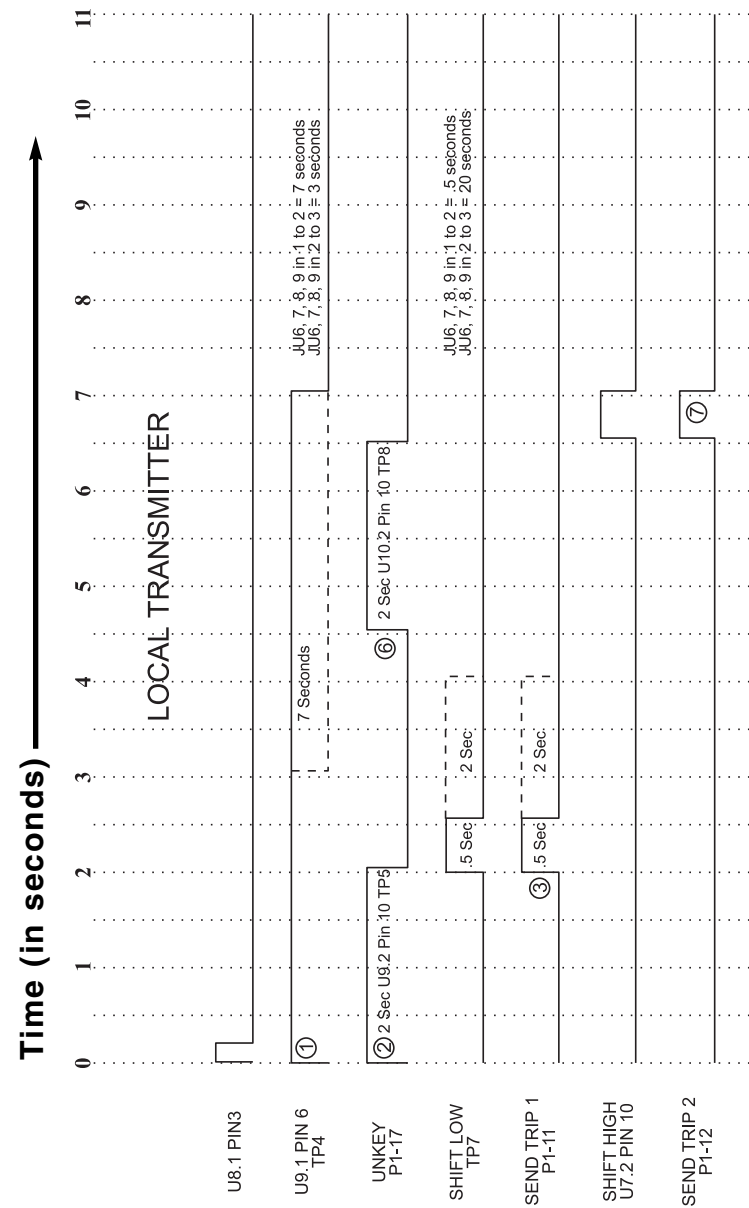 Time (in seconds)
0 1 2 3 4 5 6 7 8 9 10 11
LOCAL TRANSMITTER
U8.1 PIN3
U9.1 PIN 6
TP4
1
7 Seconds
JU6, 7, 8, 9 in 1 to 2 = 7 seconds
JU6, 7, 8, 9 in 2 to 3 = 3 seconds
UNKEY
P1-17
2 2 Sec U9.2 Pin 10 TP5
6 2 Sec U10.2 Pin 10 TP8
SHIFT LOW
TP7
.5 Sec
2 Sec
JU6, 7, 8, 9 in 1 to 2 = .5 seconds
JU6, 7, 8, 9 in 2 to 3 = 20 seconds
SEND TRIP 1
P1-11
3
.5 Sec
2 Sec
SHIFT HIGH
U7.2 PIN 10
SEND TRIP 2
P1-12
7